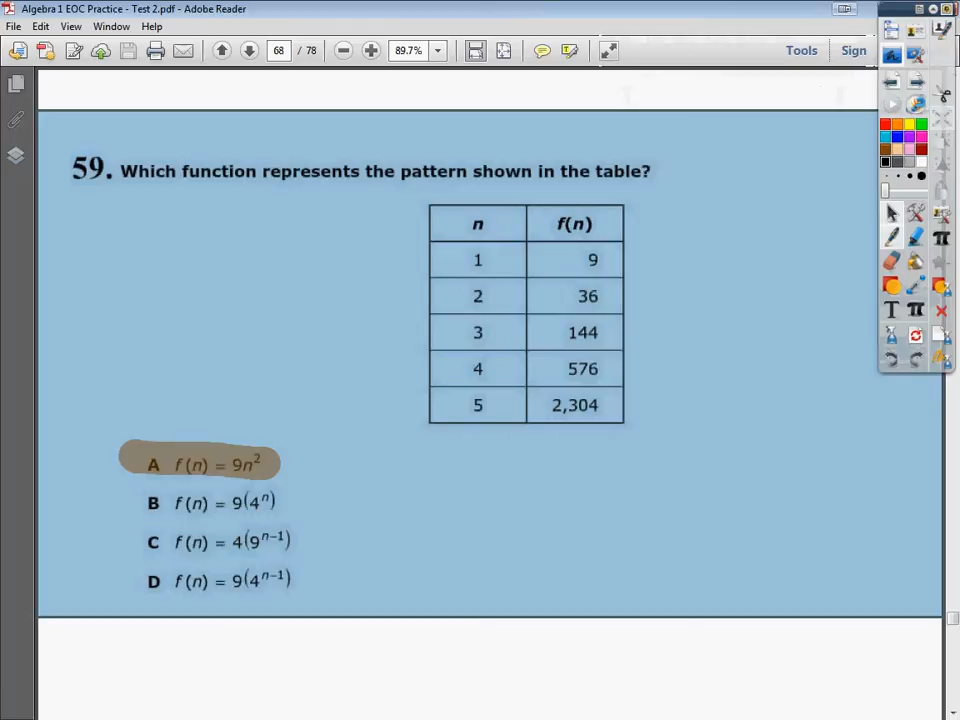 Algebra 1 EOC Practice - Test 2.pdf - Adobe Reader
File Edit View Window Help
68 / 78 89.7% Tools Sign
59. Which function represents the pattern shown in the table?
n f(n)
1 9
2 36
3 144
4 576
5 2,304
A f(n) = 9n²
B f(n) = 9(4ⁿ)
C f(n) = 4(9ⁿ⁻¹)
D f(n) = 9(4ⁿ⁻¹)